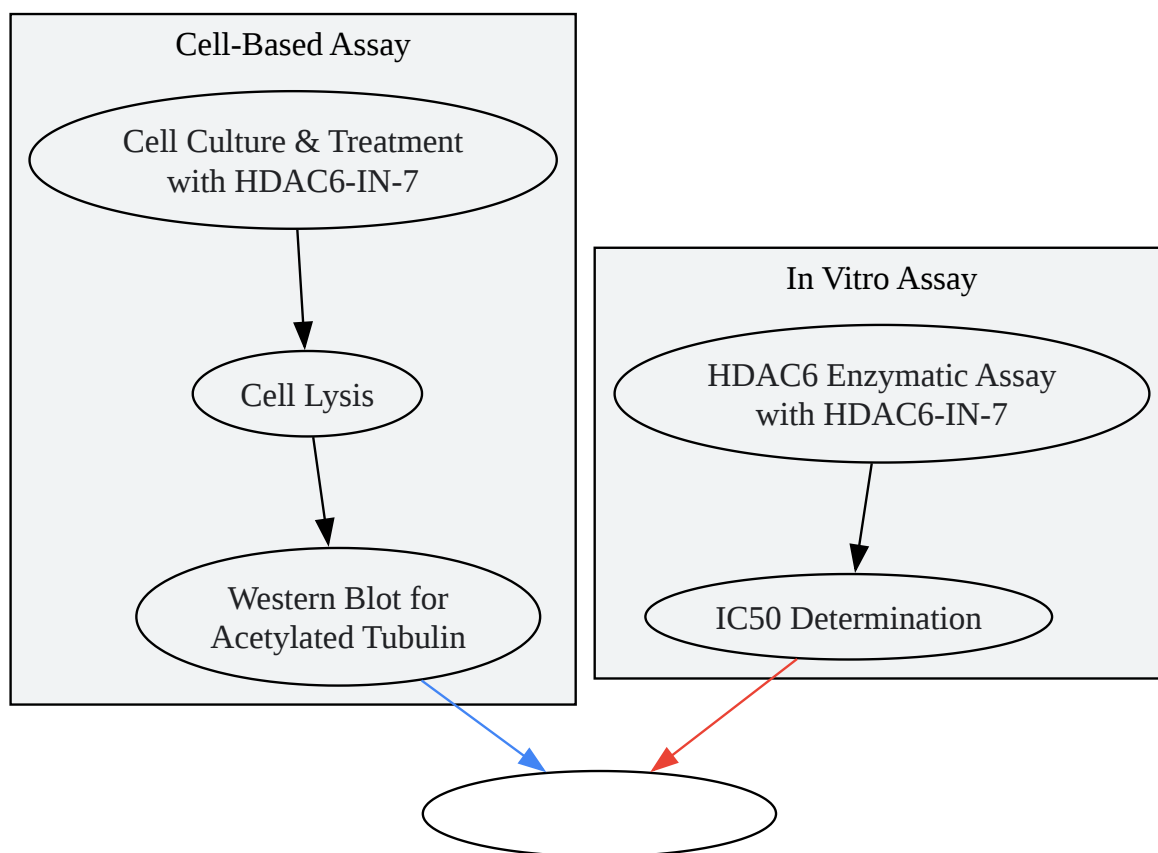 Cell-Based Assay
Cell Culture & Treatment
with HDAC6-IN-7
Cell Lysis
Western Blot for
Acetylated Tubulin
In Vitro Assay
HDAC6 Enzymatic Assay
with HDAC6-IN-7
IC50 Determination